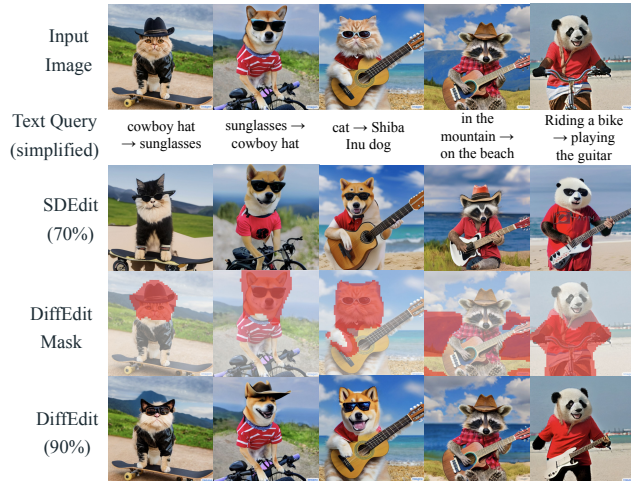 Input
Image
Text Query
(simplified)
cowboy hat
→ sunglasses
sunglasses →
cowboy hat
cat → Shiba
Inu dog
in the
mountain →
on the beach
Riding a bike
→ playing
the guitar
SDEdit
(70%)
DiffEdit
Mask
DiffEdit
(90%)